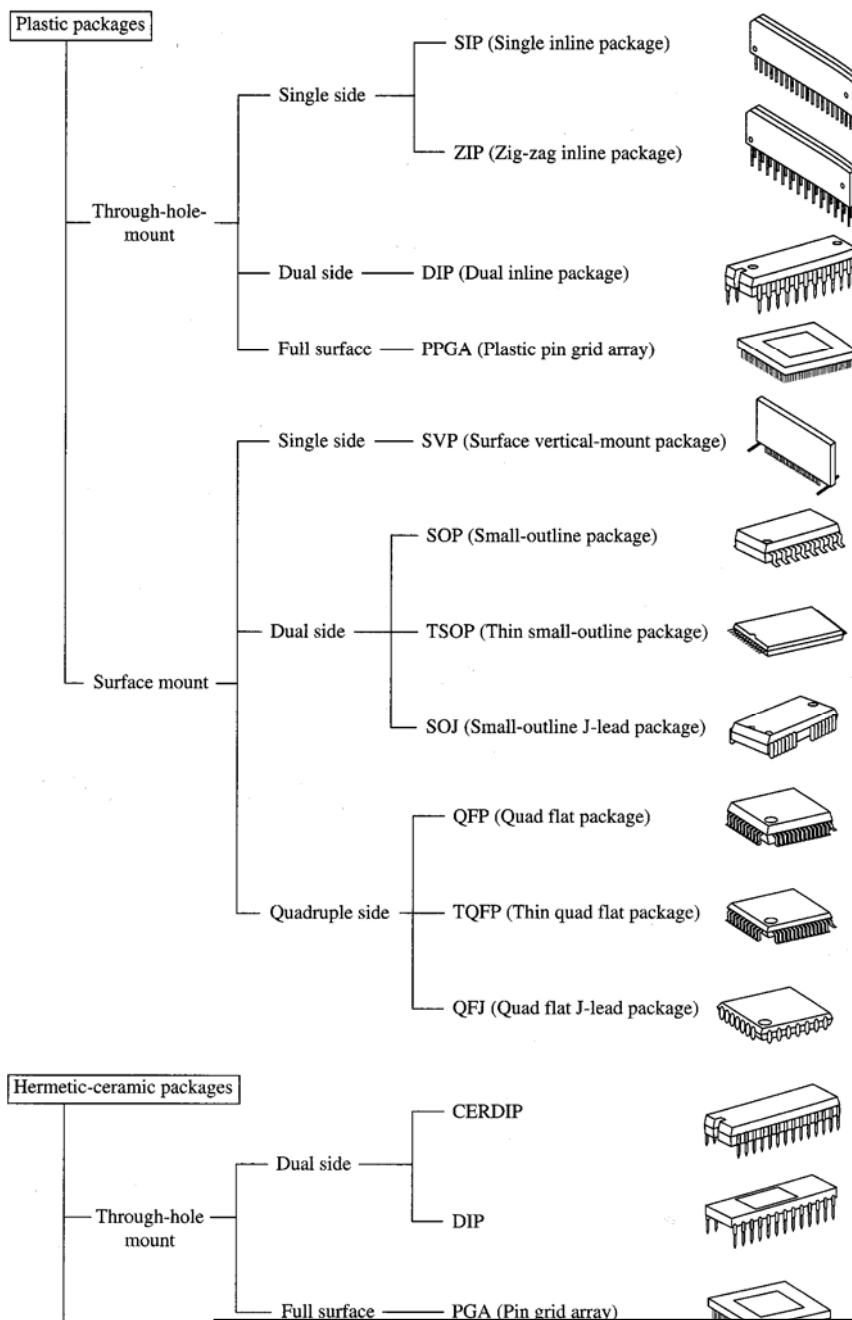 Plastic packages
SIP (Single inline package)
Single side
ZIP (Zig-zag inline package)
Through-hole-
mount
Dual side
DIP (Dual inline package)
Full surface
PPGA (Plastic pin grid array)
Single side
SVP (Surface vertical-mount package)
SOP (Small-outline package)
Dual side
TSOP (Thin small-outline package)
Surface mount
SOJ (Small-outline J-lead package)
QFP (Quad flat package)
Quadruple side
TQFP (Thin quad flat package)
QFJ (Quad flat J-lead package)
Hermetic-ceramic packages
CERDIP
Dual side
Through-hole
mount
DIP
Full surface
PGA (Pin grid array)